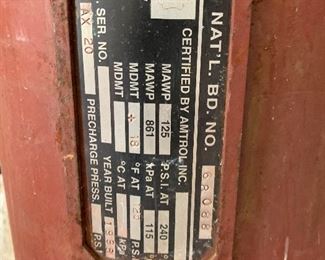 NAT'L. BD. NO.
CERTIFIED BY AMTROL INC.
MAWP 125 P.S.I. AT 240
MAWP 861 kPa AT 115
MDMT + 18 °F AT 125 P.S
MDMT °C AT kPa
SER. NO. YEAR BUILT
AX 20 PRECHARGE PRESS. P.S.I